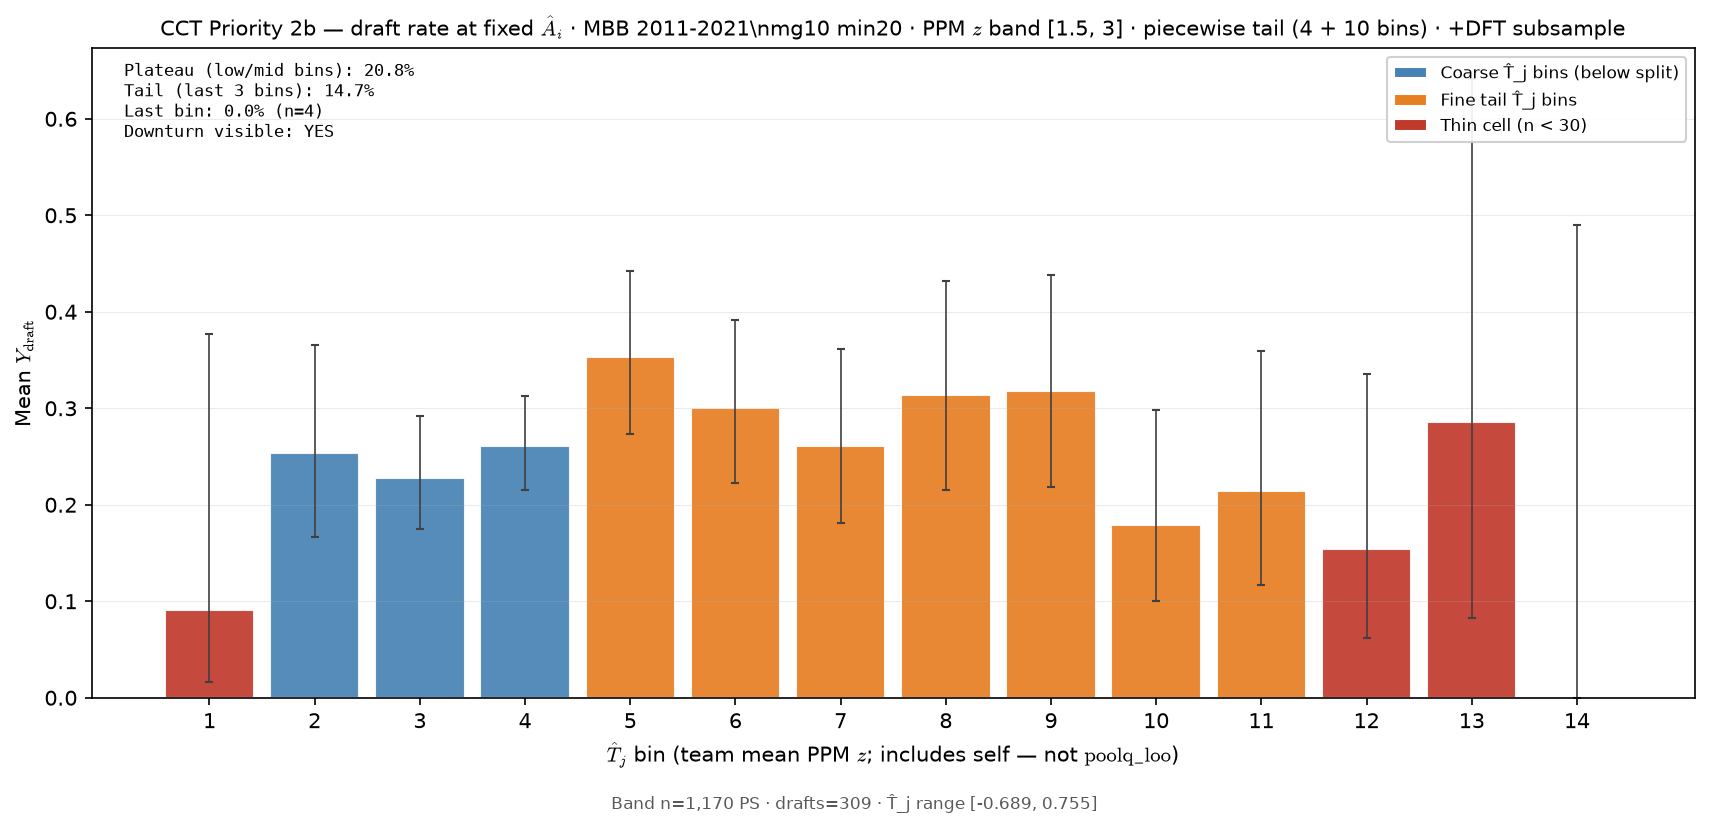 CCT Priority 2b — draft rate at fixed Â_i · MBB 2011-2021\nmg10 min20 · PPM z band [1.5, 3] · piecewise tail (4 + 10 bins) · +DFT subsample
Plateau (low/mid bins): 20.8%
Tail (last 3 bins): 14.7%
Last bin: 0.0% (n=4)
Downturn visible: YES
Coarse T̂_j bins (below split)
Fine tail T̂_j bins
Thin cell (n < 30)
Mean Y_draft
0.6
0.5
0.4
0.3
0.2
0.1
0.0
1 2 3 4 5 6 7 8 9 10 11 12 13 14
T̂_j bin (team mean PPM z; includes self — not poolq_loo)
Band n=1,170 PS · drafts=309 · T̂_j range [-0.689, 0.755]